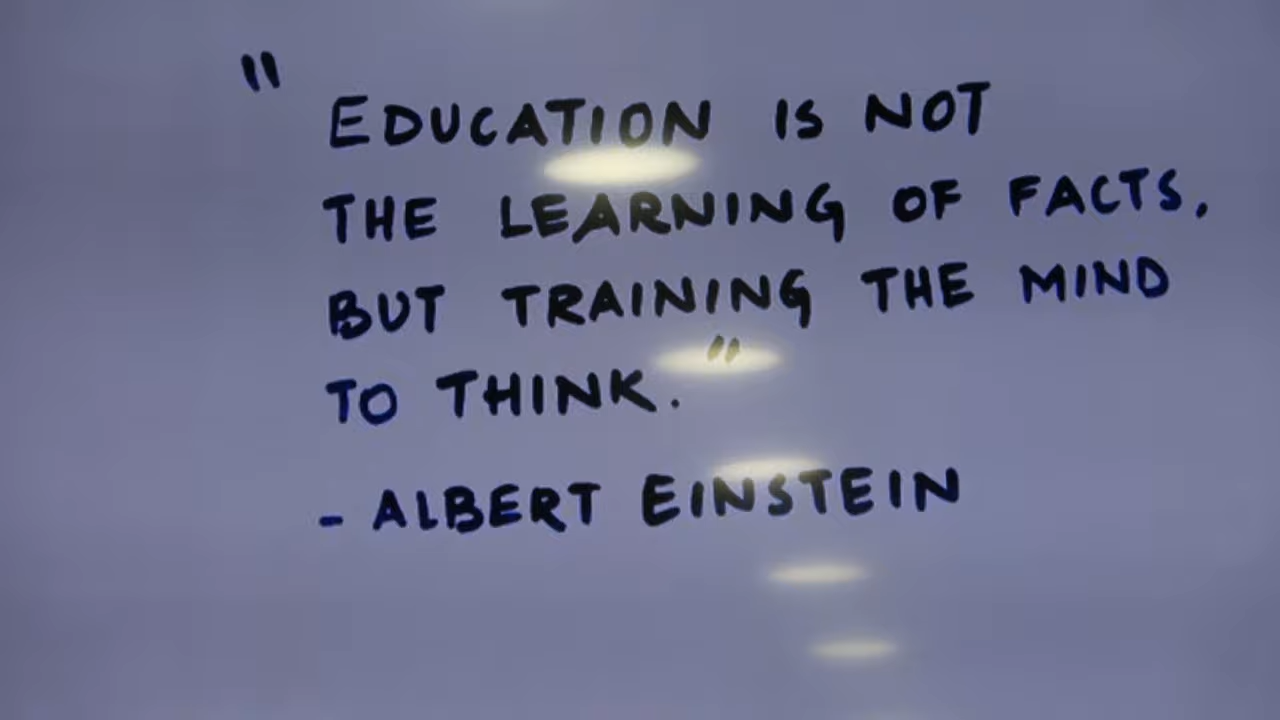 " EDUCATION IS NOT
THE LEARNING OF FACTS,
BUT TRAINING THE MIND
TO THINK. "
- ALBERT EINSTEIN